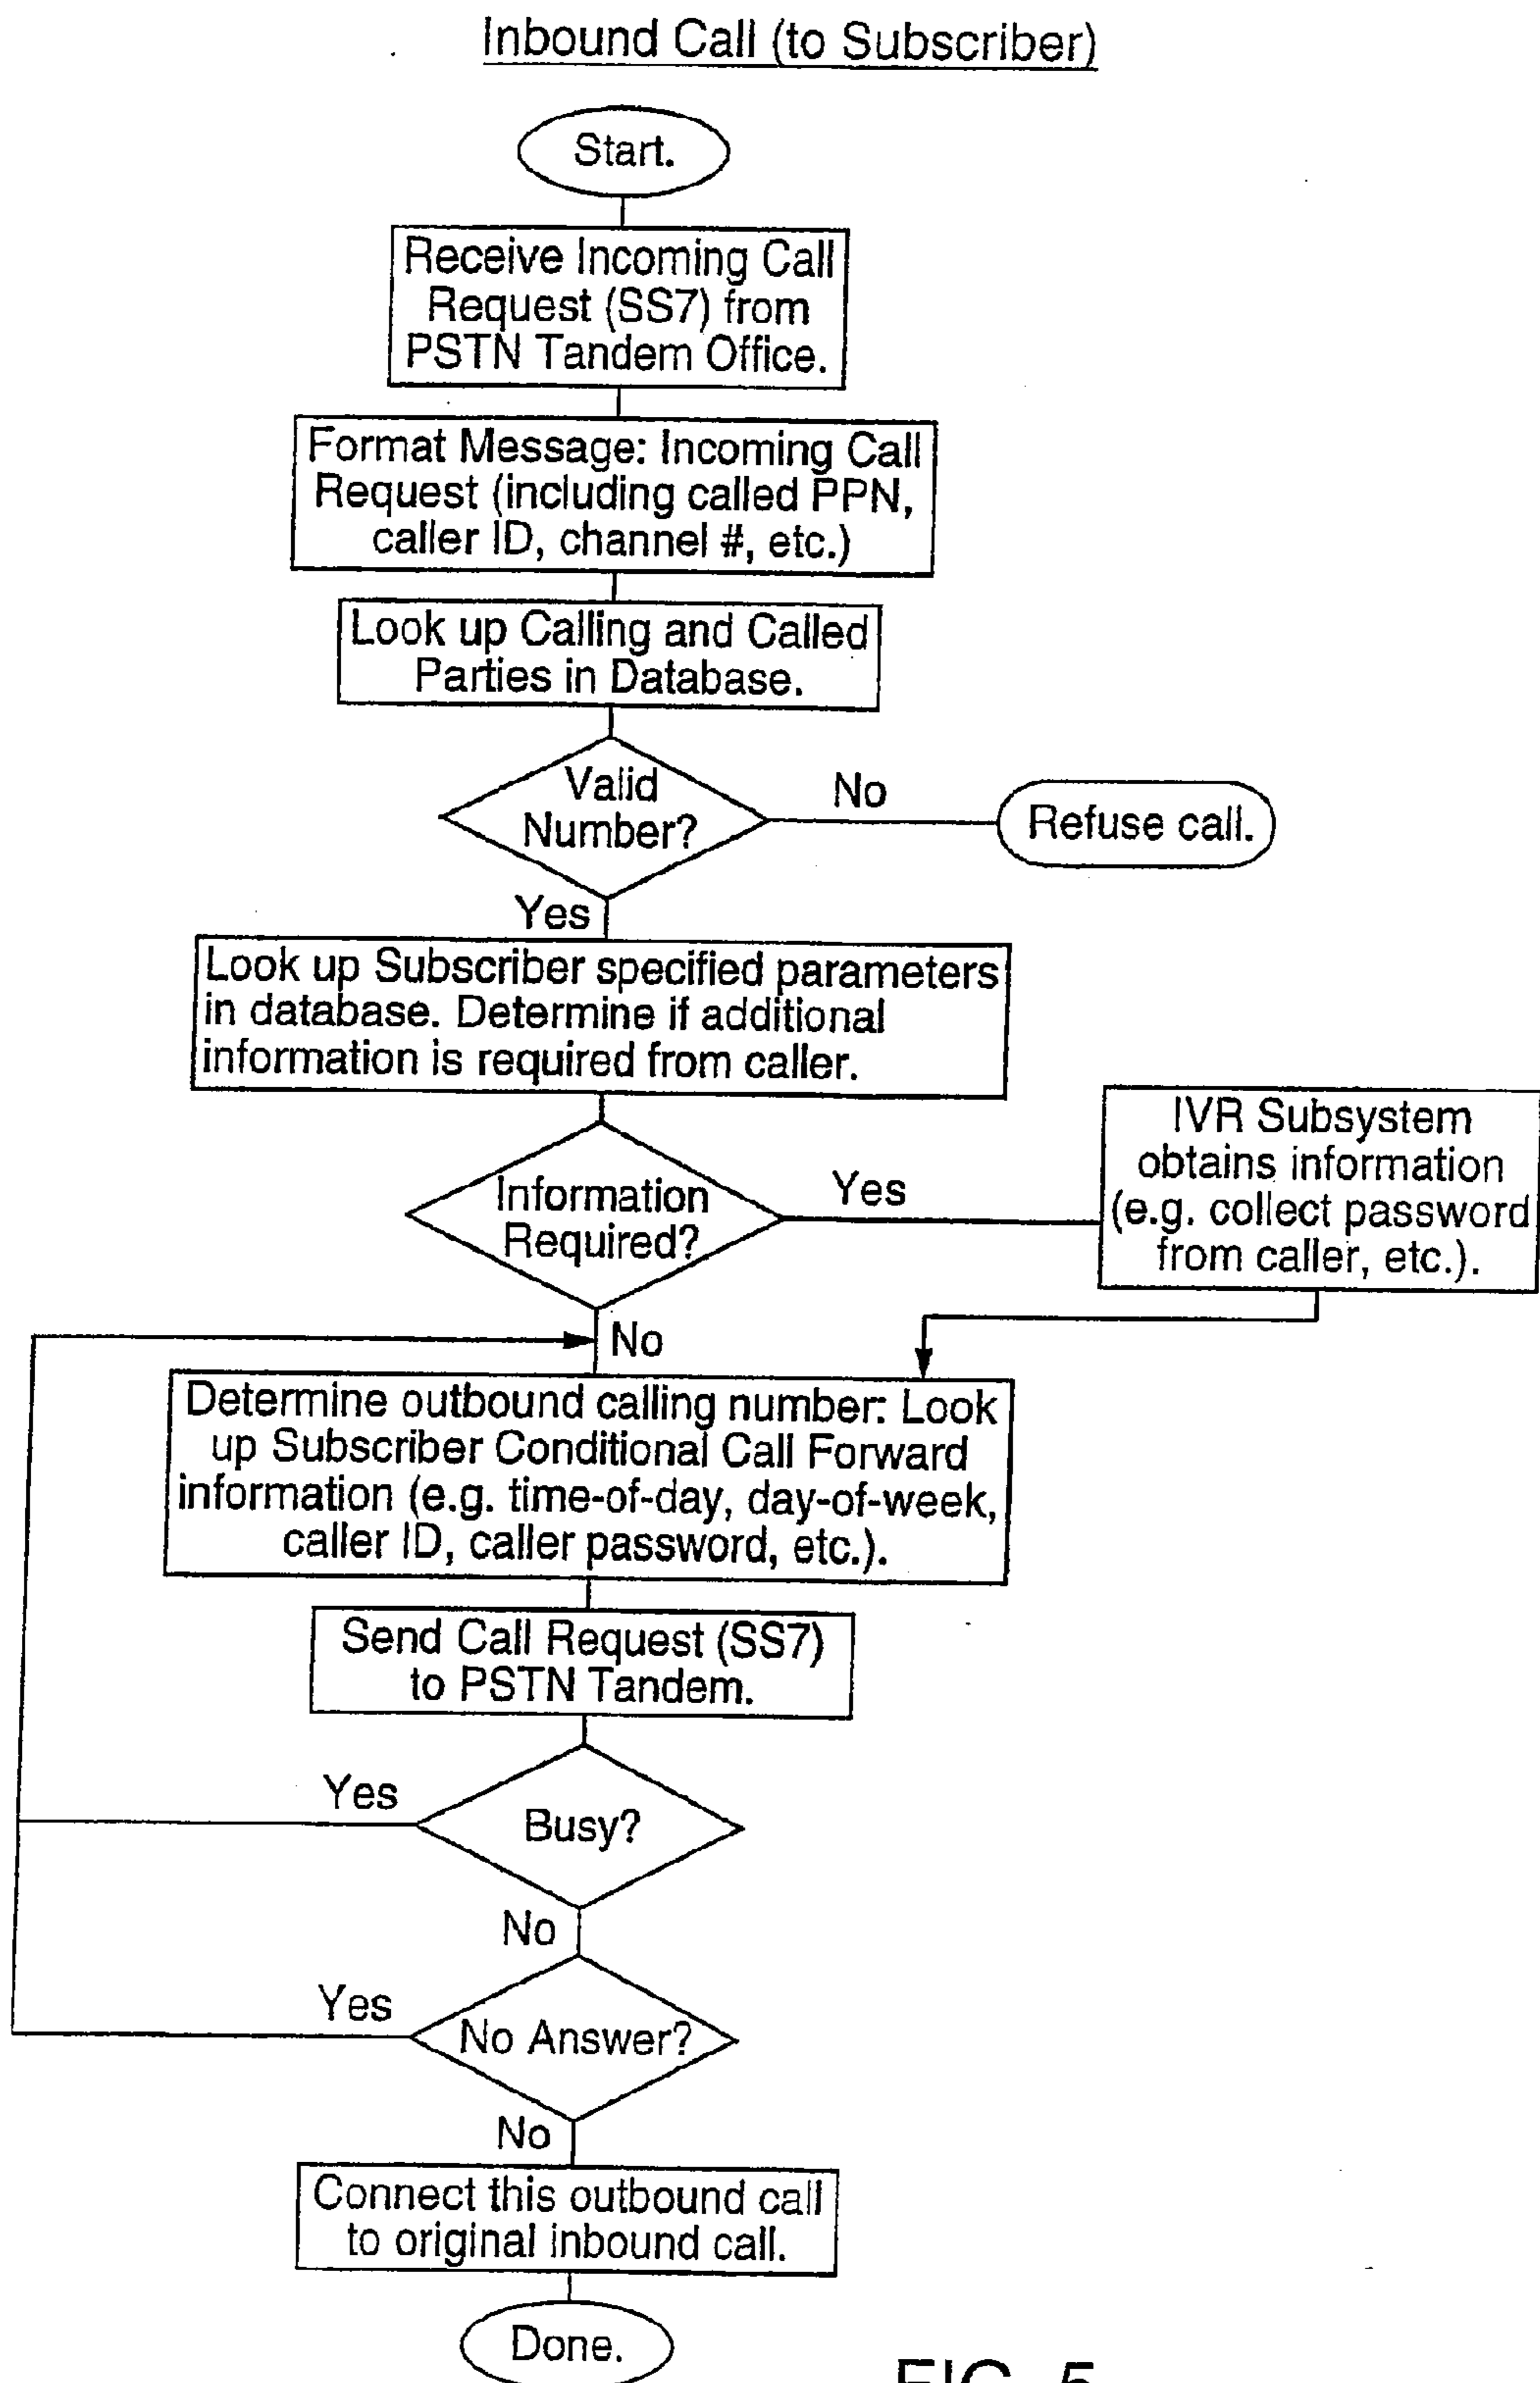 Inbound Call (to Subscriber)
Start.
Receive Incoming Call
Request (SS7) from
PSTN Tandem Office.
Format Message: Incoming Call
Request (including called PPN,
caller ID, channel #, etc.)
Look up Calling and Called
Parties in Database.
Valid
Number?
No
Refuse call.
Yes
Look up Subscriber specified parameters
in database. Determine if additional
information is required from caller.
Information
Required?
Yes
IVR Subsystem
obtains information
(e.g. collect password
from caller, etc.).
No
Determine outbound calling number: Look
up Subscriber Conditional Call Forward
information (e.g. time-of-day, day-of-week,
caller ID, caller password, etc.).
Send Call Request (SS7)
to PSTN Tandem.
Yes
Busy?
No
Yes
No Answer?
No
Connect this outbound call
to original inbound call.
Done.
FIG. 5